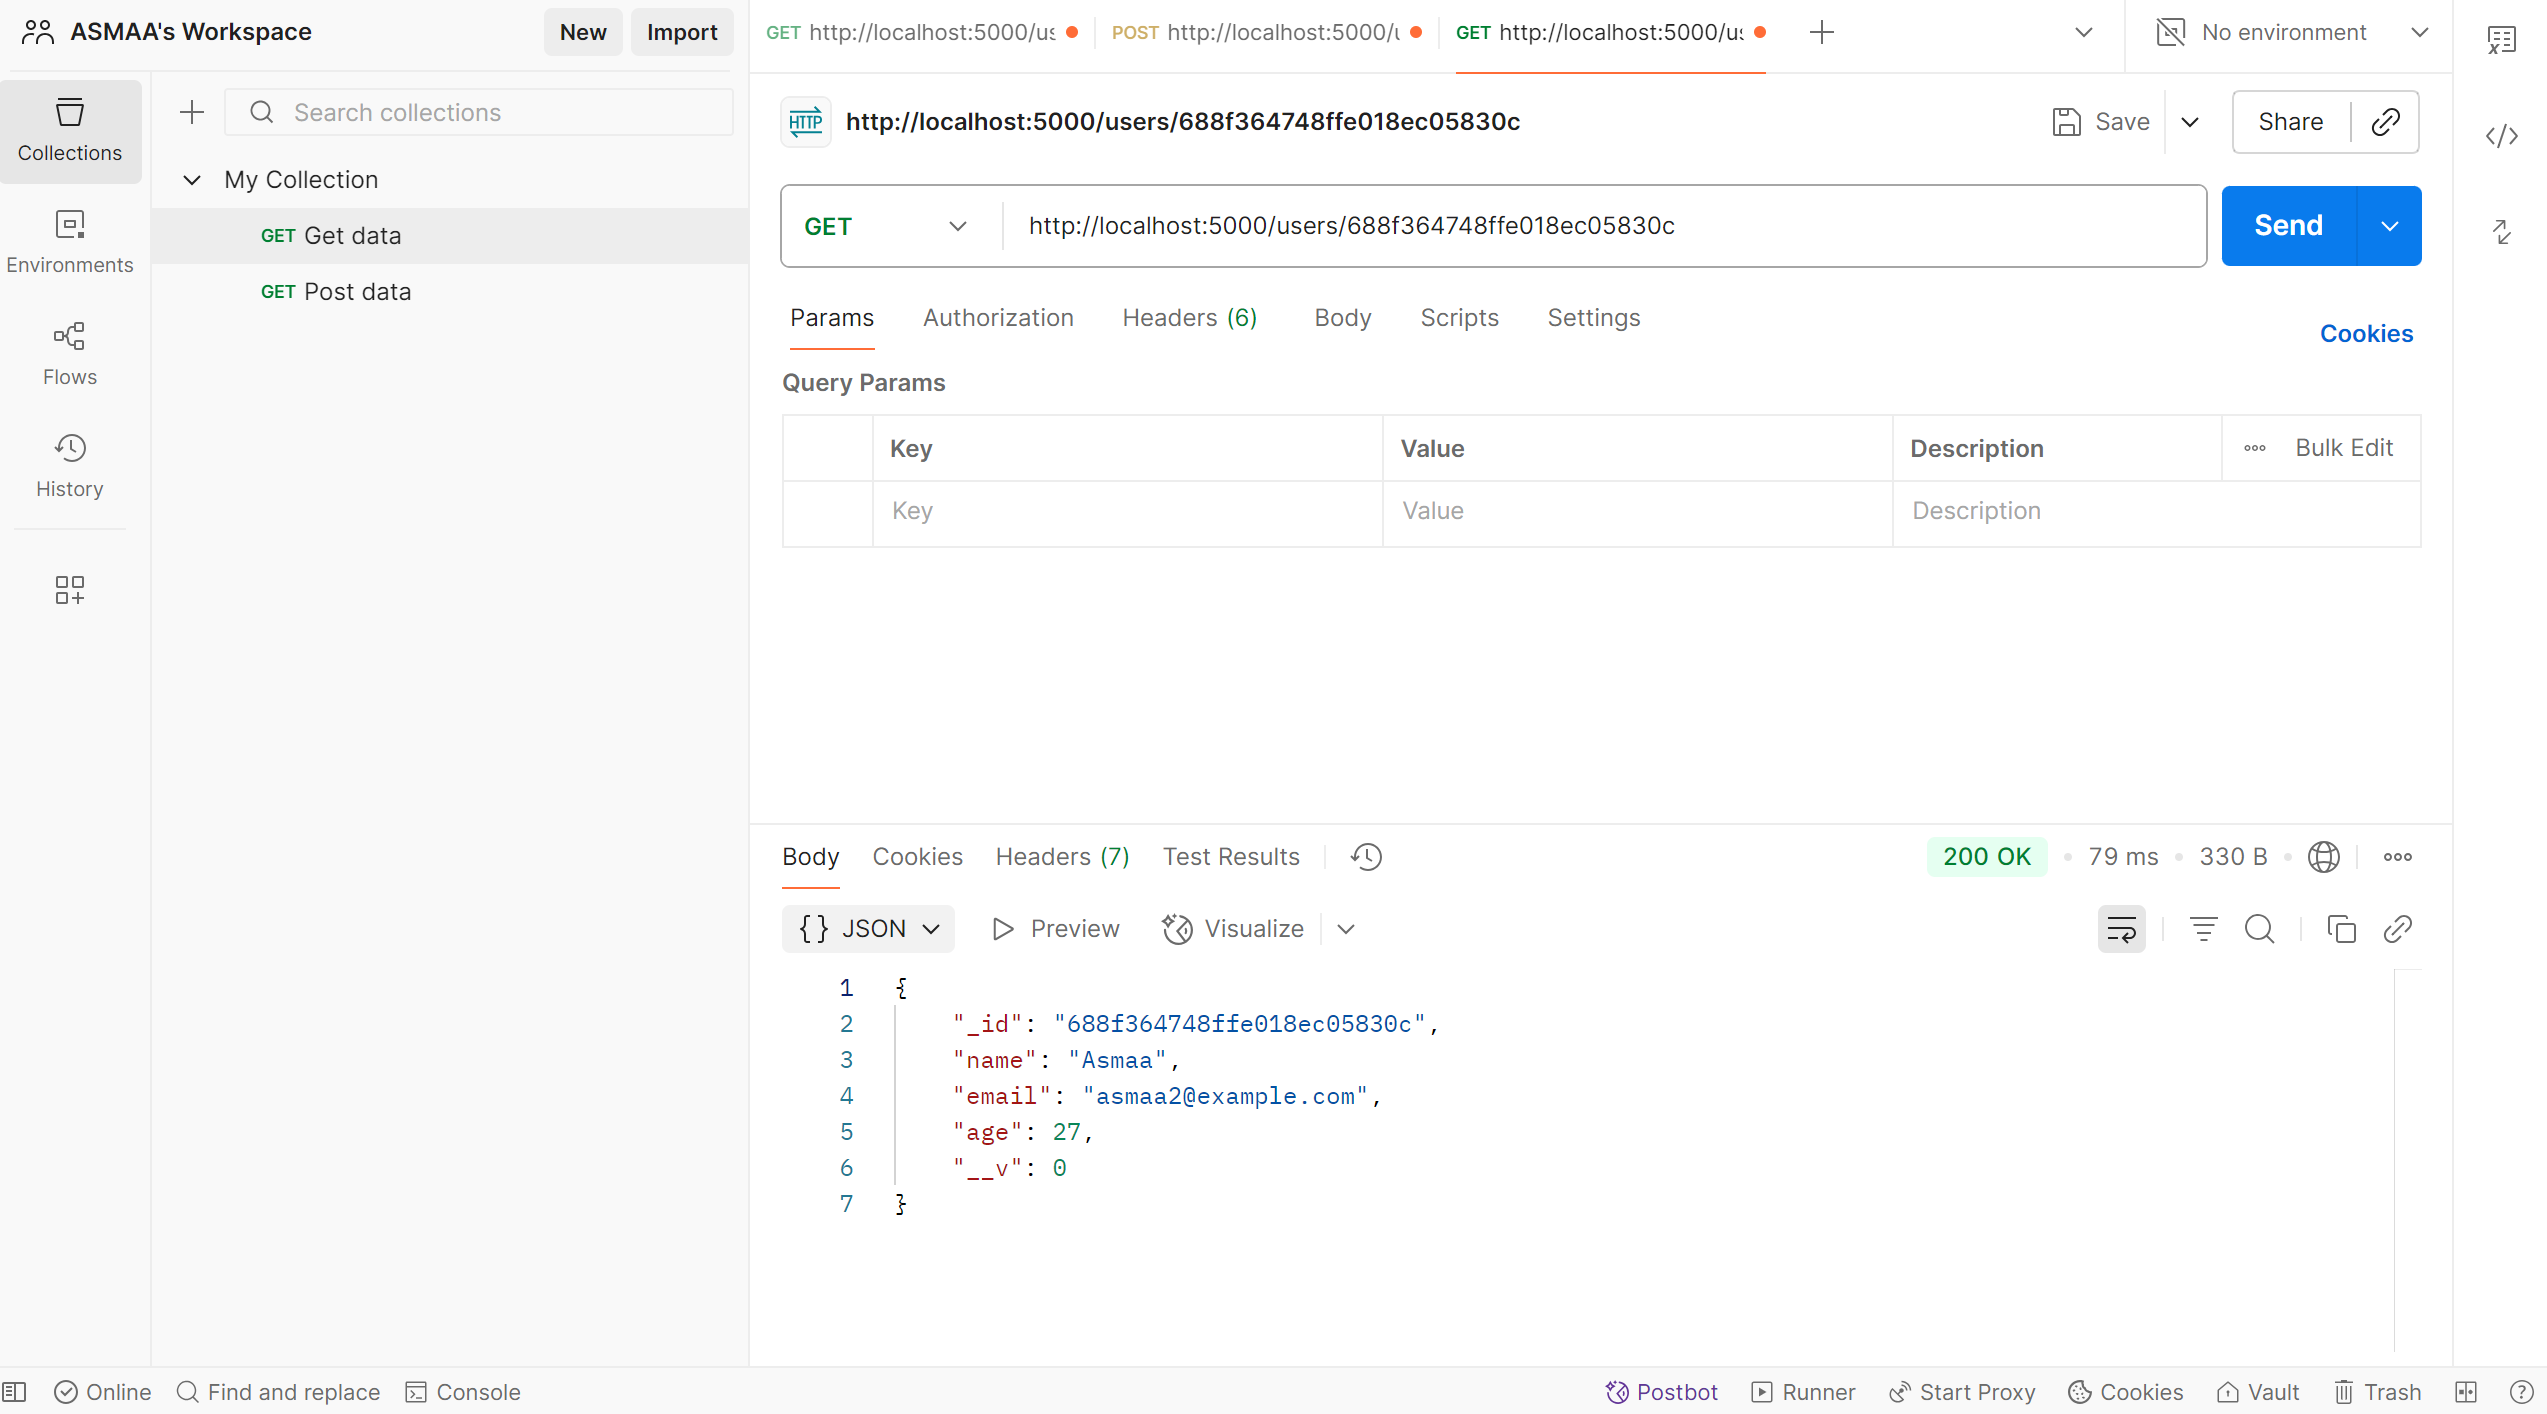 ASMAA's Workspace
New
Import
GET http://localhost:5000/us
POST http://localhost:5000/
GET http://localhost:5000/us
No environment
Collections
Environments
Flows
History
Search collections
My Collection
GET Get data
GET Post data
HTTP
http://localhost:5000/users/688f364748ffe018ec05830c
Save
Share
GET
http://localhost:5000/users/688f364748ffe018ec05830c
Send
Params
Authorization
Headers (6)
Body
Scripts
Settings
Cookies
Query Params
Key Value Description Bulk Edit
Key Value Description
Body
Cookies
Headers (7)
Test Results
200 OK
79 ms
330 B
{} JSON
Preview
Visualize
1 {
2 "_id": "688f364748ffe018ec05830c",
3 "name": "Asmaa",
4 "email": "asmaa2@example.com",
5 "age": 27,
6 "__v": 0
7 }
Online
Find and replace
Console
Postbot
Runner
Start Proxy
Cookies
Vault
Trash